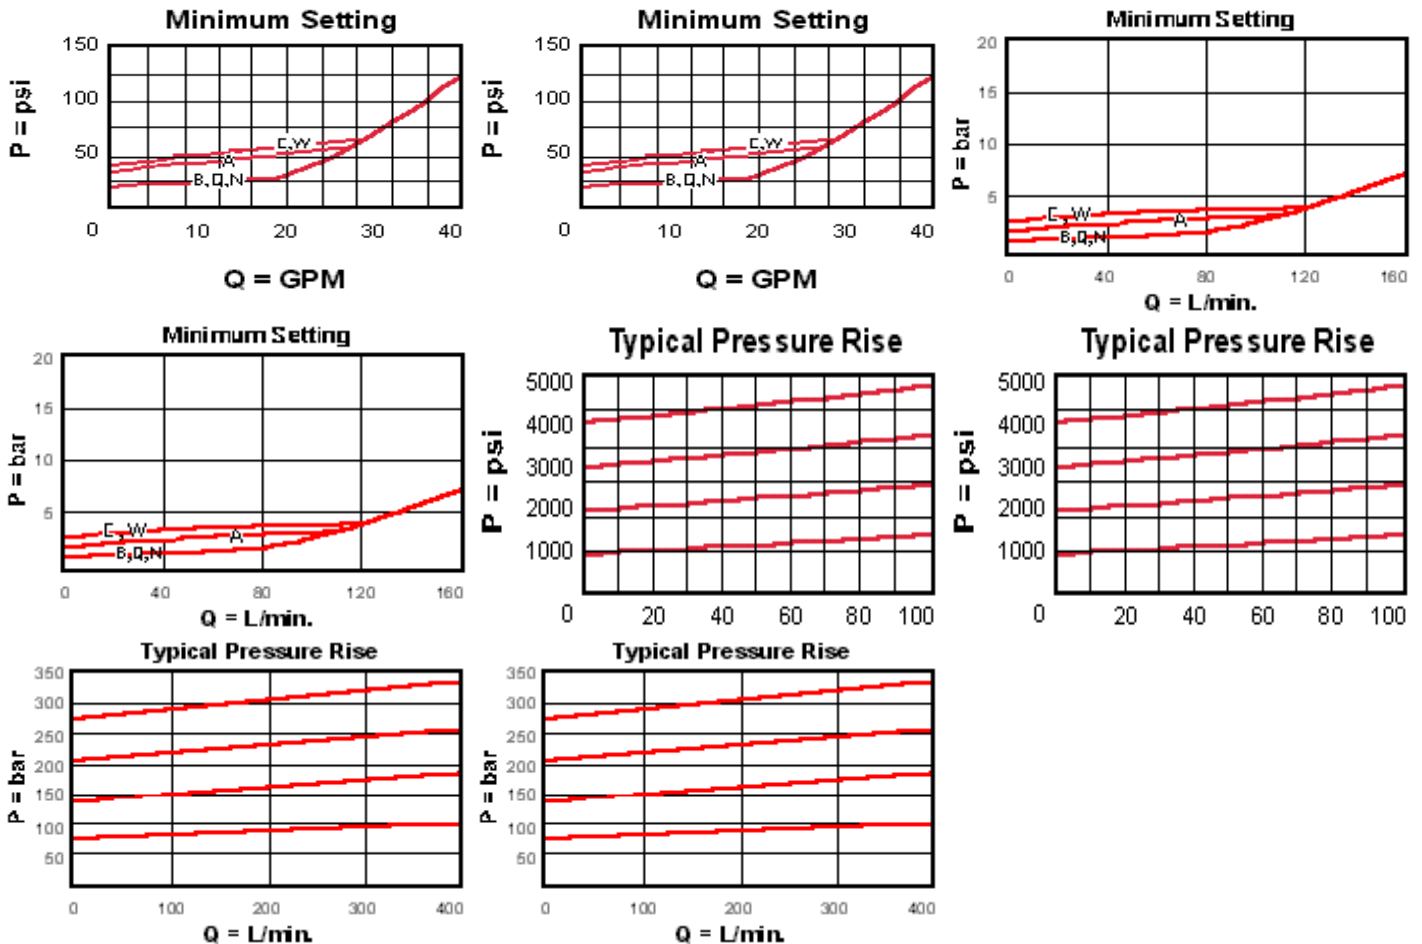 Minimum Setting
P = psi
150
100
50
0
10
20
30
40
Q = GPM
C,W
A
B,Q,N
Minimum Setting
P = psi
150
100
50
0
10
20
30
40
Q = GPM
C,W
A
B,Q,N
Minimum Setting
P = bar
20
15
10
5
0
40
80
120
160
Q = L/min.
C, W
A
B,Q,N
Minimum Setting
P = bar
20
15
10
5
0
40
80
120
160
Q = L/min.
C, W
A
B,Q,N
Typical Pressure Rise
P = psi
5000
4000
3000
2000
1000
0
20
40
60
80
100
Typical Pressure Rise
P = psi
5000
4000
3000
2000
1000
0
20
40
60
80
100
Typical Pressure Rise
P = bar
350
300
250
200
150
100
50
0
100
200
300
400
Q = L/min.
Typical Pressure Rise
P = bar
350
300
250
200
150
100
50
0
100
200
300
400
Q = L/min.